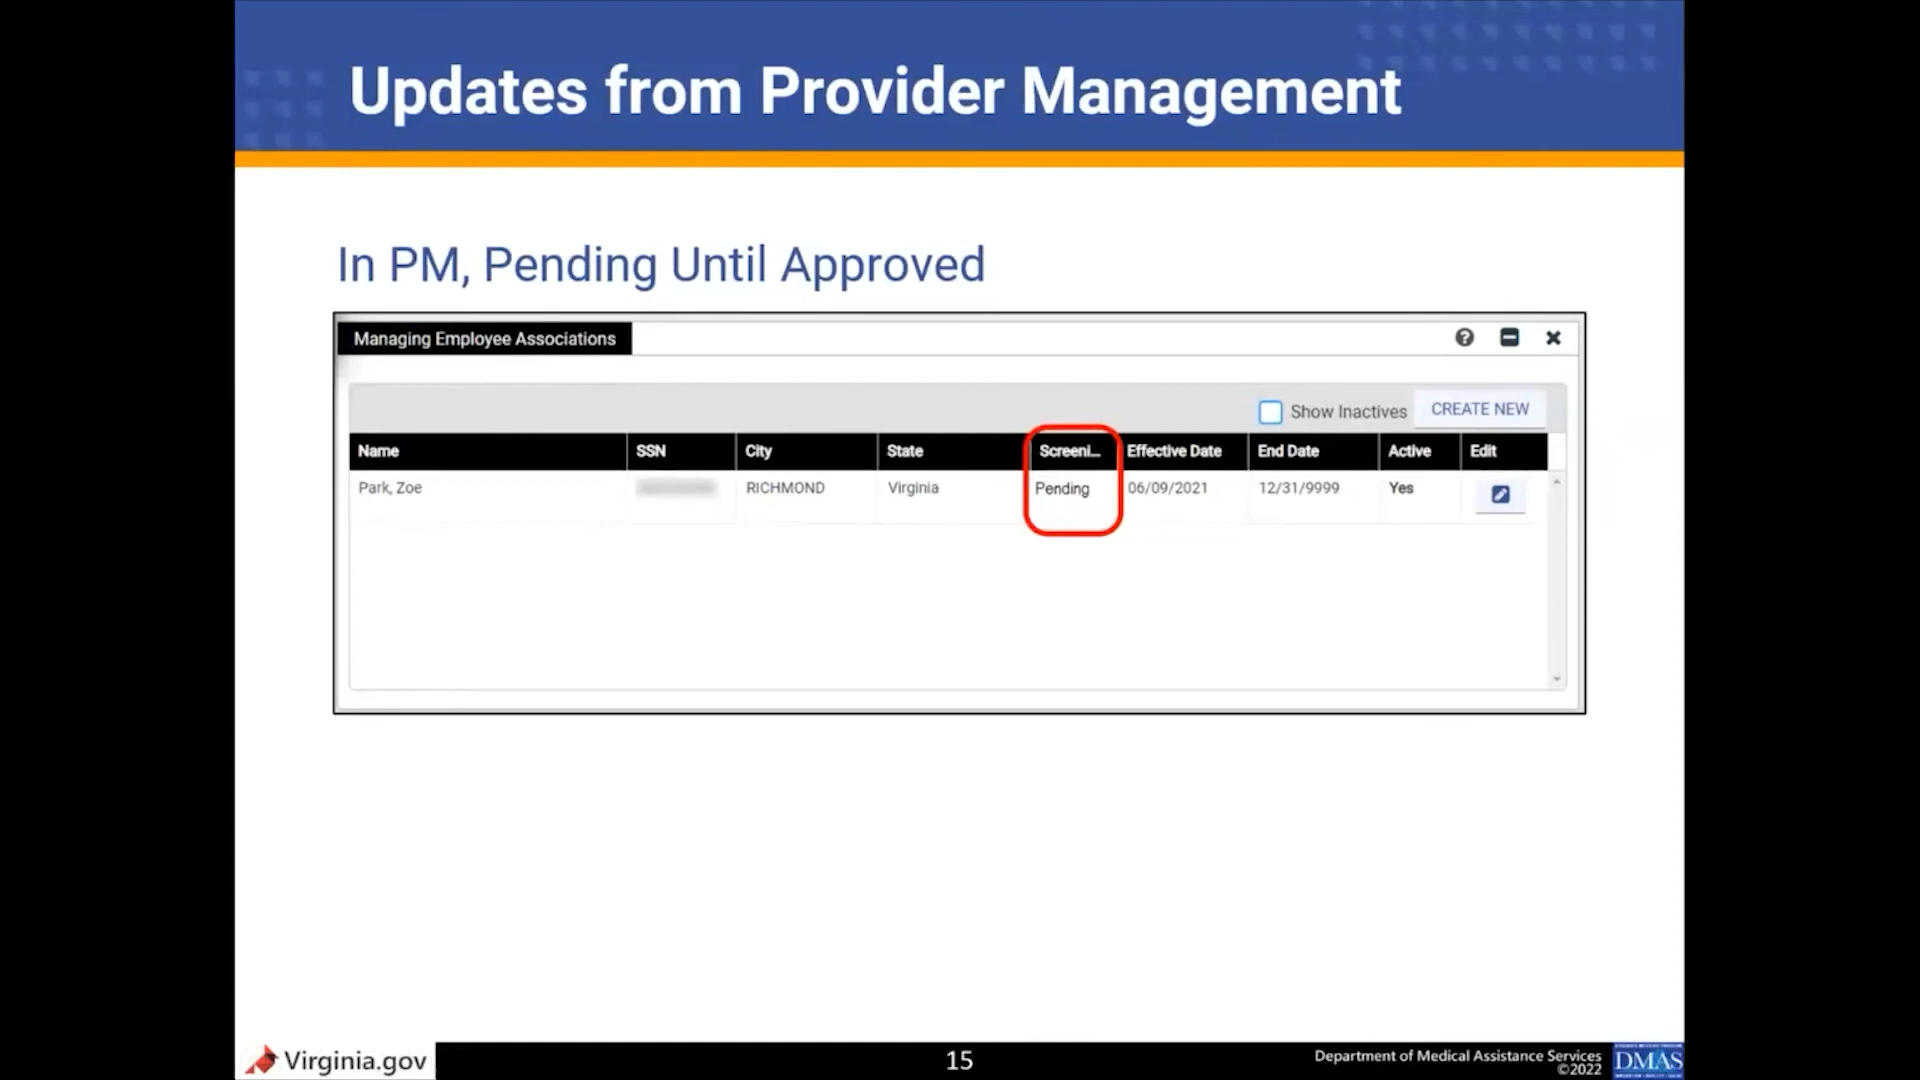 Updates from Provider Management
In PM, Pending Until Approved
Managing Employee Associations
Show Inactives CREATE NEW
Name SSN City State Screeni... Effective Date End Date Active Edit
Park, Zoe RICHMOND Virginia Pending 06/09/2021 12/31/9999 Yes
Virginia.gov
15
Department of Medical Assistance Services
©2022
DMAS